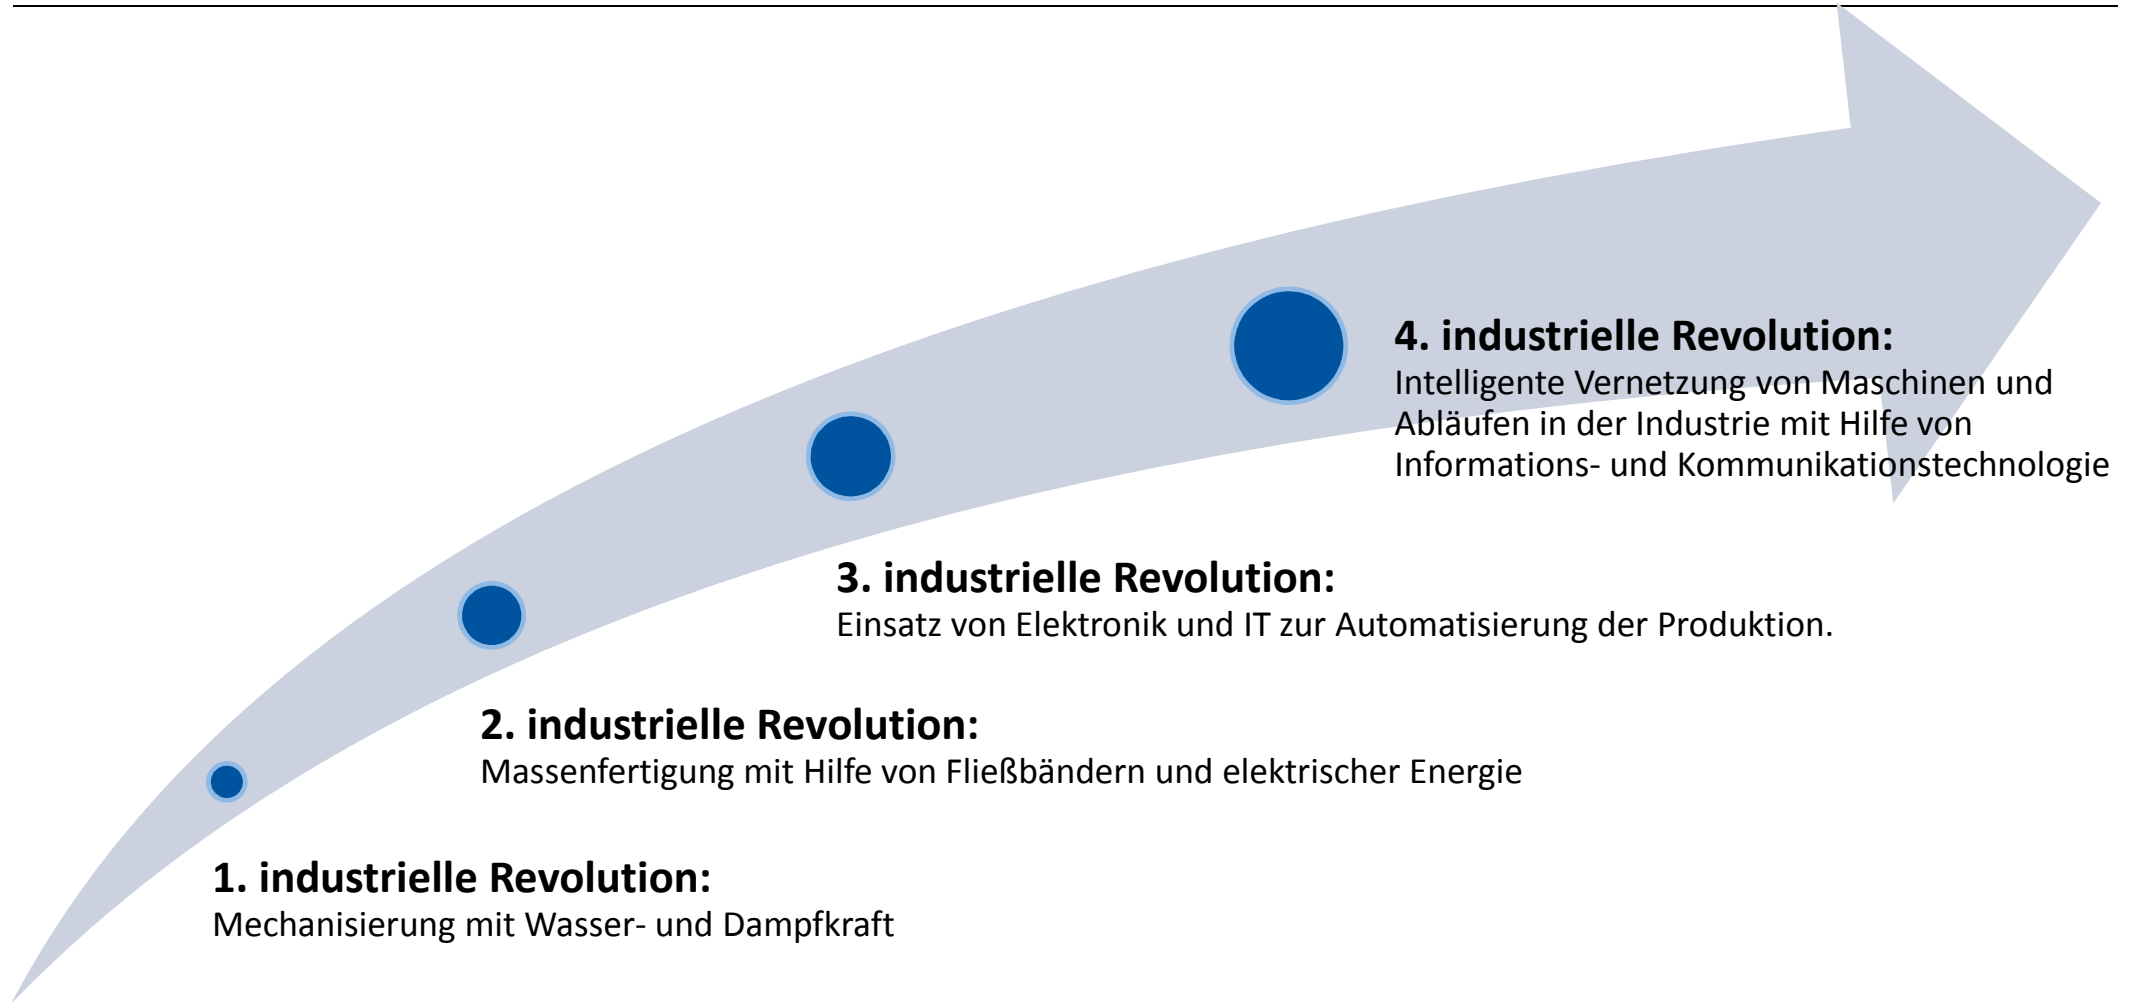 4. industrielle Revolution:
Intelligente Vernetzung von Maschinen und
Abläufen in der Industrie mit Hilfe von
Informations- und Kommunikationstechnologie
3. industrielle Revolution:
Einsatz von Elektronik und IT zur Automatisierung der Produktion.
2. industrielle Revolution:
Massenfertigung mit Hilfe von Fließbändern und elektrischer Energie
1. industrielle Revolution:
Mechanisierung mit Wasser- und Dampfkraft